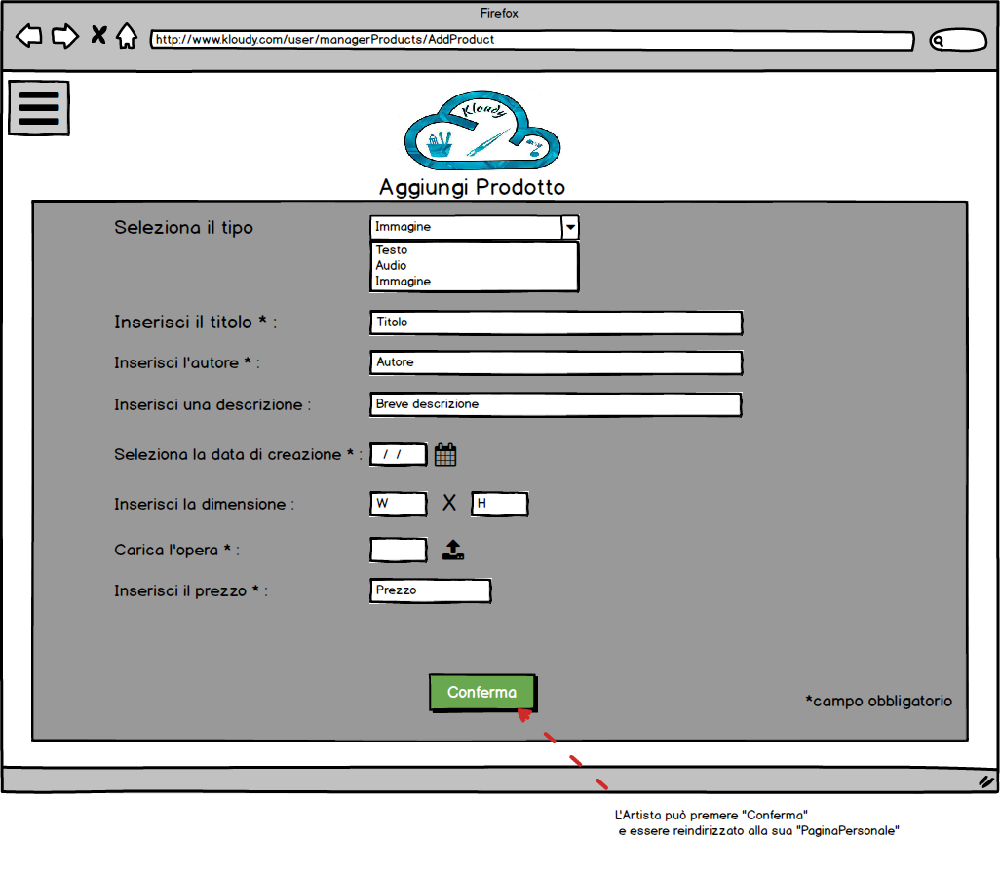 Firefox
http://www.kloudy.com/user/managerProducts/AddProduct
Kloudy
Aggiungi Prodotto
Seleziona il tipo
Immagine
Testo
Audio
Immagine
Inserisci il titolo * :
Titolo
Inserisci l'autore * :
Autore
Inserisci una descrizione :
Breve descrizione
Seleziona la data di creazione * :
/ /
Inserisci la dimensione :
W
X
H
Carica l'opera * :
Inserisci il prezzo * :
Prezzo
Conferma
*campo obbligatorio
L'Artista può premere "Conferma"
e essere reindirizzato alla sua "PaginaPersonale"